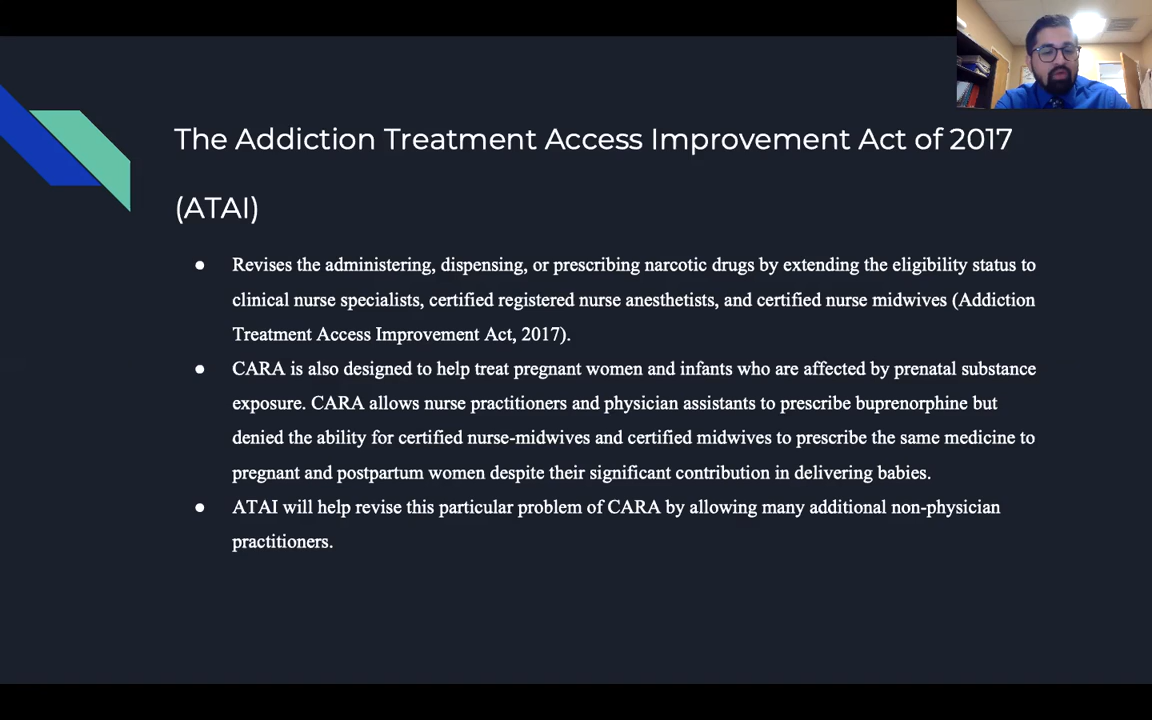 The Addiction Treatment Access Improvement Act of 2017
(ATAI)
● Revises the administering, dispensing, or prescribing narcotic drugs by extending the eligibility status to
clinical nurse specialists, certified registered nurse anesthetists, and certified nurse midwives (Addiction
Treatment Access Improvement Act, 2017).
● CARA is also designed to help treat pregnant women and infants who are affected by prenatal substance
exposure. CARA allows nurse practitioners and physician assistants to prescribe buprenorphine but
denied the ability for certified nurse-midwives and certified midwives to prescribe the same medicine to
pregnant and postpartum women despite their significant contribution in delivering babies.
● ATAI will help revise this particular problem of CARA by allowing many additional non-physician
practitioners.